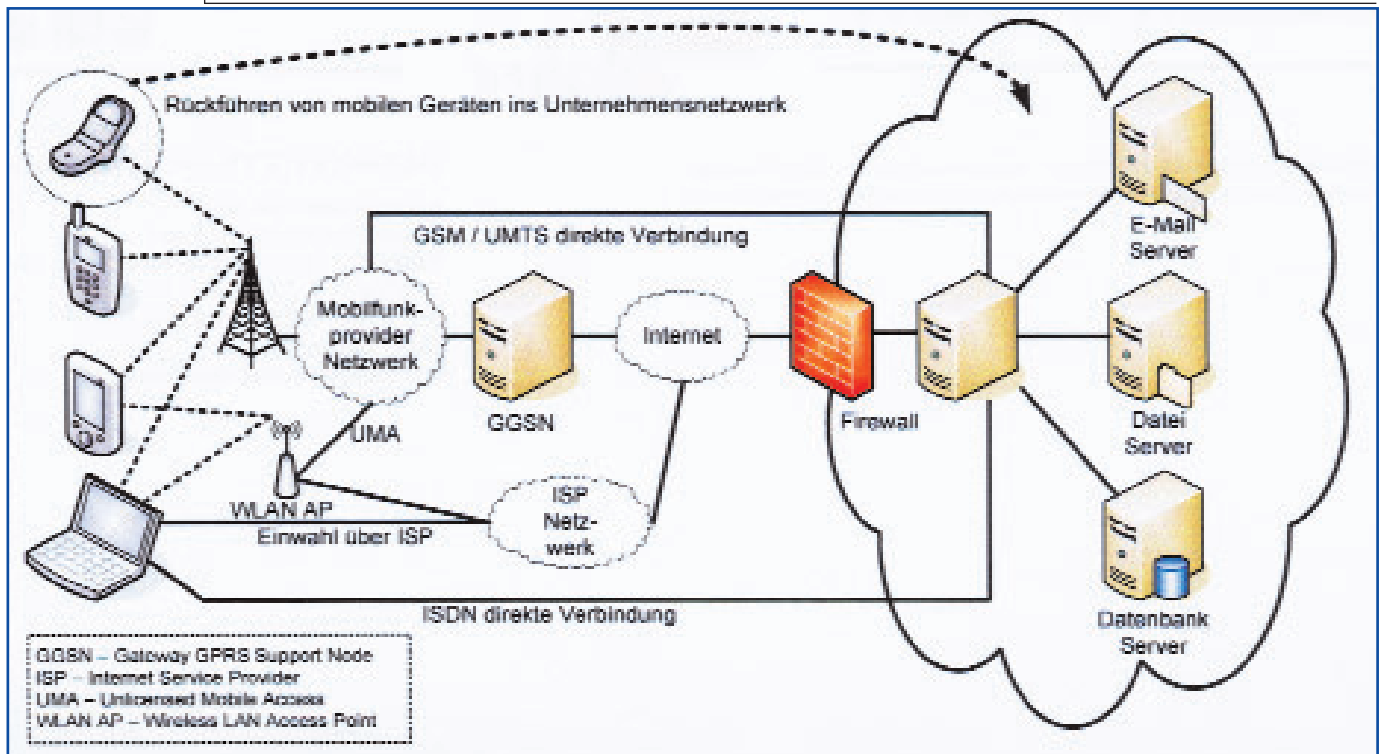 Rückführen von mobilen Geräten ins Unternehmensnetzwerk
GSM / UMTS direkte Verbindung
E-Mail
Server
Mobilfunk-
provider
Netzwerk
Internet
GGSN
Firewall
Datei
Server
UMA
WLAN AP
ISP
Netz-
werk
Einwahl über ISP
ISDN direkte Verbindung
Datenbank
Server
GGSN – Gateway GPRS Support Node
ISP – Internet Service Provider
UMA – Unlicensed Mobile Access
WLAN AP – Wireless LAN Access Point